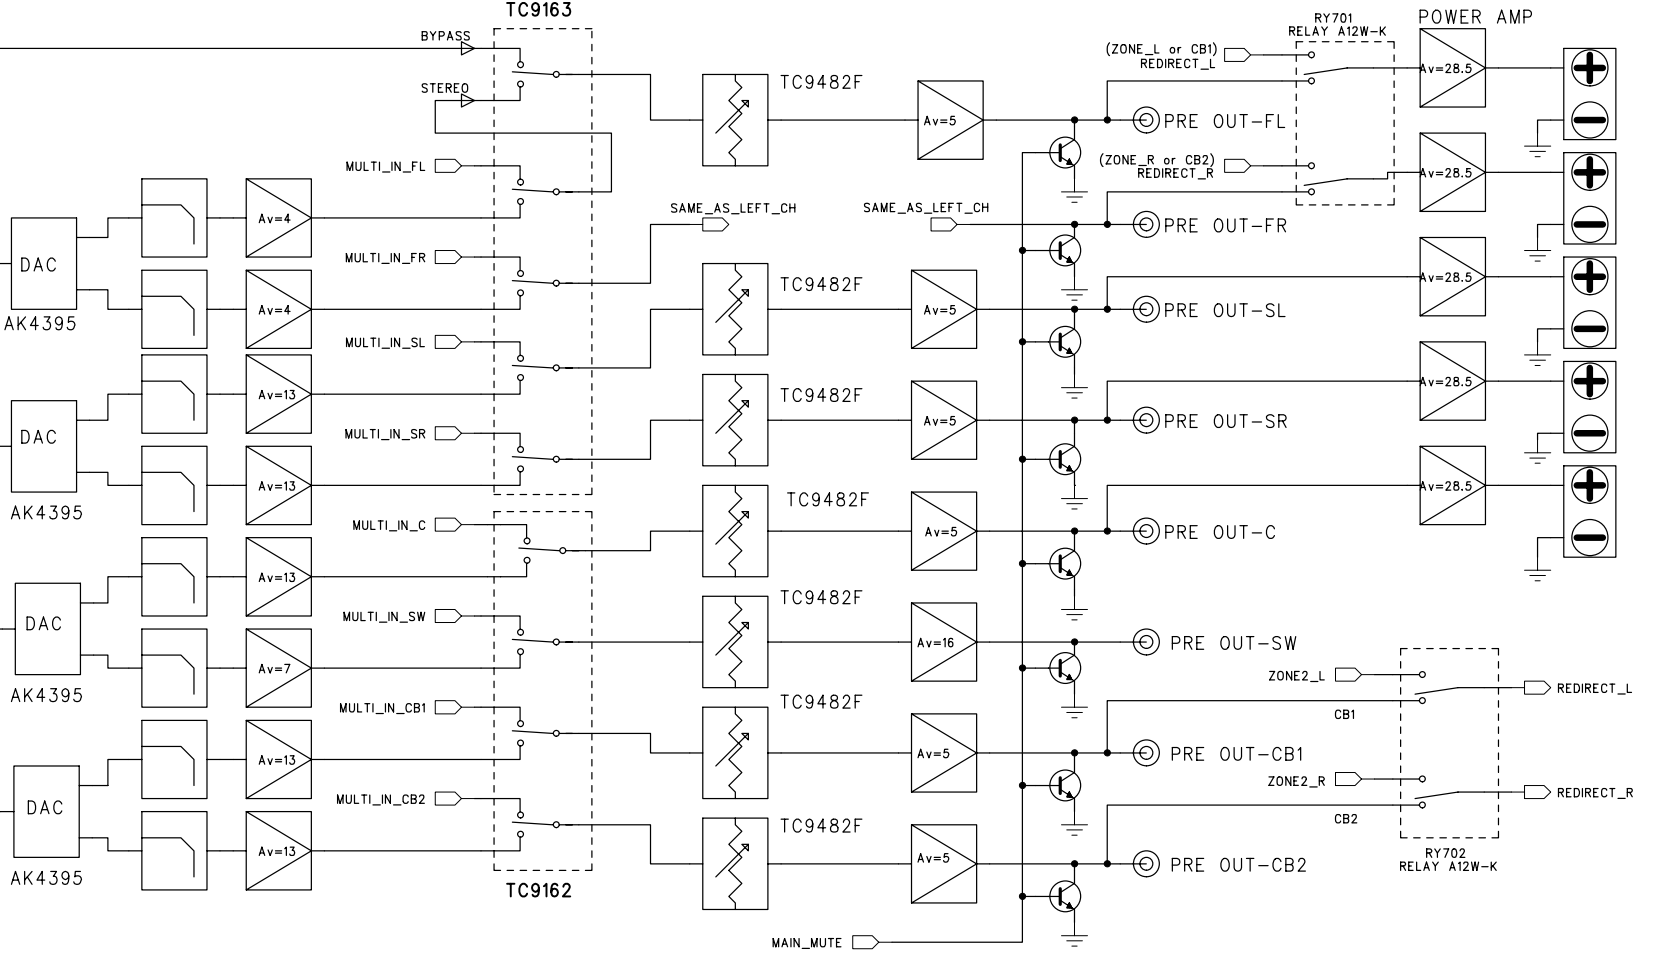 TC9163
BYPASS
STEREO
MULTI_IN_FL
MULTI_IN_FR
MULTI_IN_SL
MULTI_IN_SR
DAC
AK4395
DAC
AK4395
DAC
AK4395
DAC
AK4395
Av=4
Av=4
Av=13
Av=13
Av=13
Av=7
Av=13
Av=13
MULTI_IN_C
MULTI_IN_SW
MULTI_IN_CB1
MULTI_IN_CB2
TC9162
SAME_AS_LEFT_CH
SAME_AS_LEFT_CH
TC9482F
TC9482F
TC9482F
TC9482F
TC9482F
TC9482F
TC9482F
Av=5
Av=5
Av=5
Av=5
Av=16
Av=5
Av=5
MAIN_MUTE
(ZONE_L or CB1)
REDIRECT_L
PRE OUT-FL
(ZONE_R or CB2)
REDIRECT_R
PRE OUT-FR
PRE OUT-SL
PRE OUT-SR
PRE OUT-C
PRE OUT-SW
PRE OUT-CB1
PRE OUT-CB2
RY701
RELAY A12W-K
POWER AMP
Av=28.5
Av=28.5
Av=28.5
Av=28.5
Av=28.5
+
−
+
−
+
−
+
−
+
−
ZONE2_L
CB1
REDIRECT_L
ZONE2_R
CB2
REDIRECT_R
RY702
RELAY A12W-K